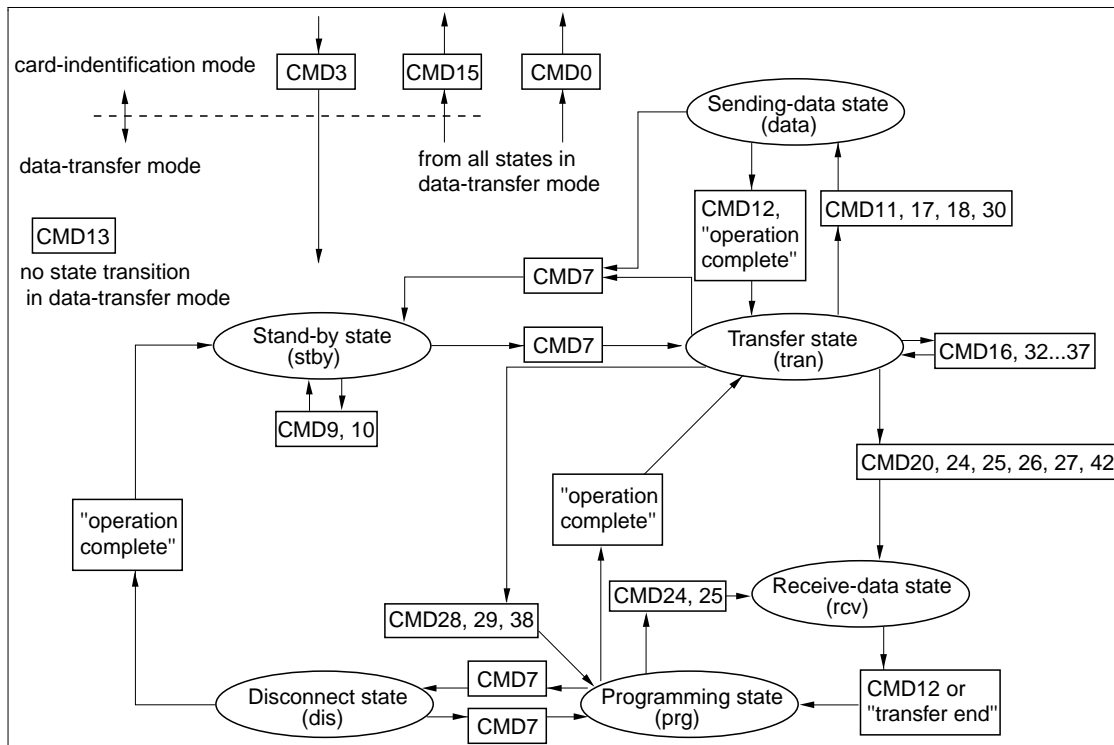 card-indentification mode
CMD3
CMD15
CMD0
Sending-data state
(data)
data-transfer mode
from all states in
data-transfer mode
CMD12,
"operation
complete"
CMD11, 17, 18, 30
CMD13
no state transition
in data-transfer mode
CMD7
Stand-by state
(stby)
CMD7
Transfer state
(tran)
CMD16, 32...37
CMD9, 10
CMD20, 24, 25, 26, 27, 42
"operation
complete"
"operation
complete"
Receive-data state
(rcv)
CMD24, 25
CMD28, 29, 38
CMD7
Disconnect state
(dis)
CMD7
Programming state
(prg)
CMD12 or
"transfer end"